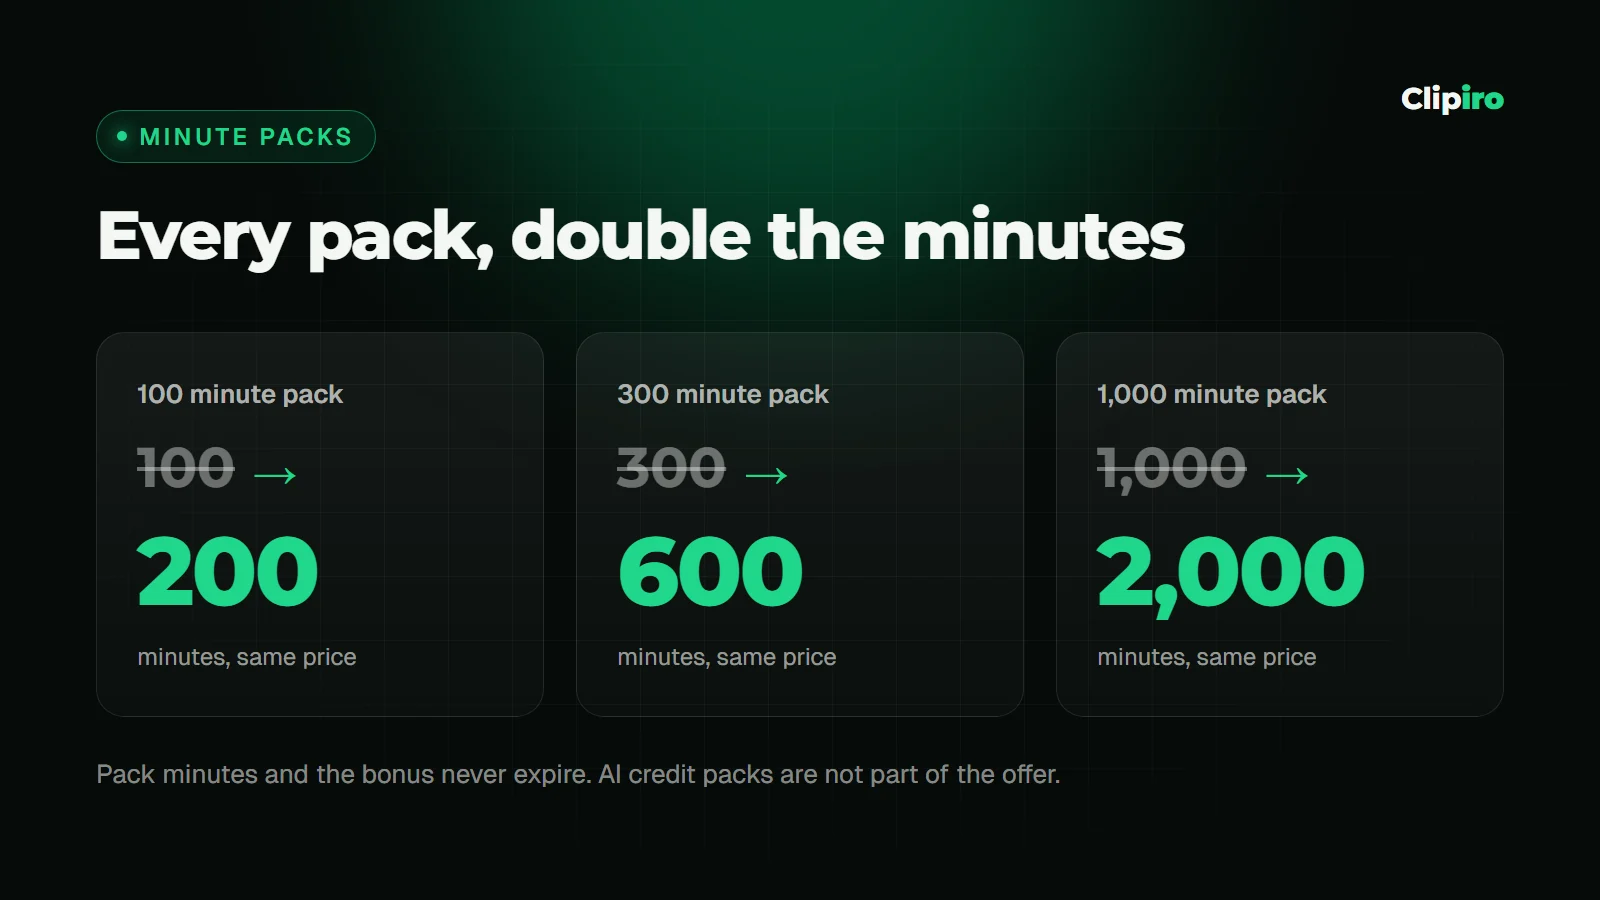 Clipiro
MINUTE PACKS
Every pack, double the minutes
100 minute pack
100 →
200
minutes, same price
300 minute pack
300 →
600
minutes, same price
1,000 minute pack
1,000 →
2,000
minutes, same price
Pack minutes and the bonus never expire. AI credit packs are not part of the offer.